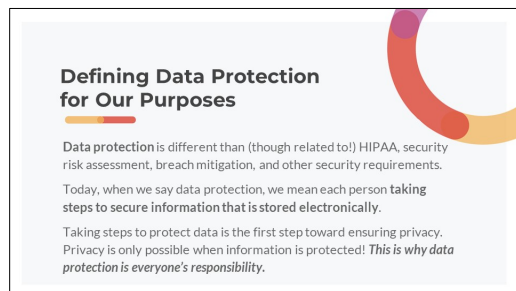 Defining Data Protection
for Our Purposes
Data protection is different than (though related to!) HIPAA, security
risk assessment, breach mitigation, and other security requirements.
Today, when we say data protection, we mean each person taking
steps to secure information that is stored electronically.
Taking steps to protect data is the first step toward ensuring privacy.
Privacy is only possible when information is protected! This is why data
protection is everyone's responsibility.